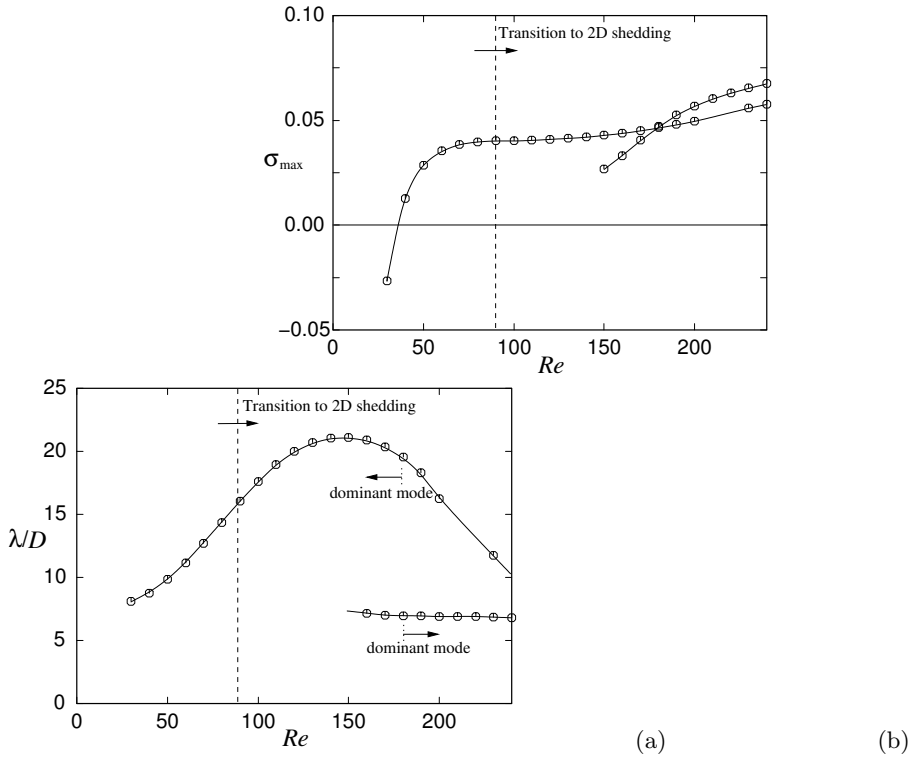 0.10
Transition to 2D shedding
0.05
σmax
0.00
−0.05
0 50 100 150 200
Re
25
Transition to 2D shedding
20
dominant mode
15
λ/D
10
5
dominant mode
0
0 50 100 150 200
Re
(a) (b)